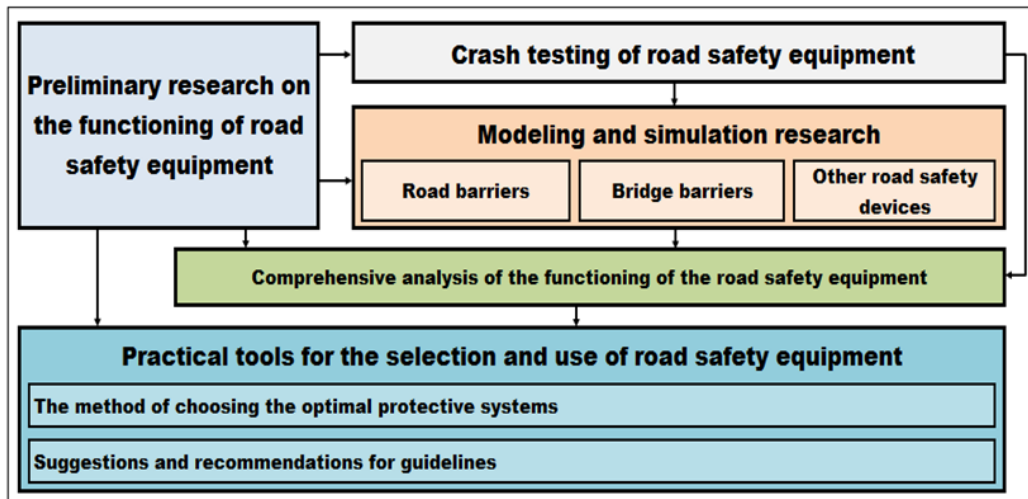 Preliminary research on
the functioning of road
safety equipment
Crash testing of road safety equipment
Modeling and simulation research
Road barriers
Bridge barriers
Other road safety
devices
Comprehensive analysis of the functioning of the road safety equipment
Practical tools for the selection and use of road safety equipment
The method of choosing the optimal protective systems
Suggestions and recommendations for guidelines